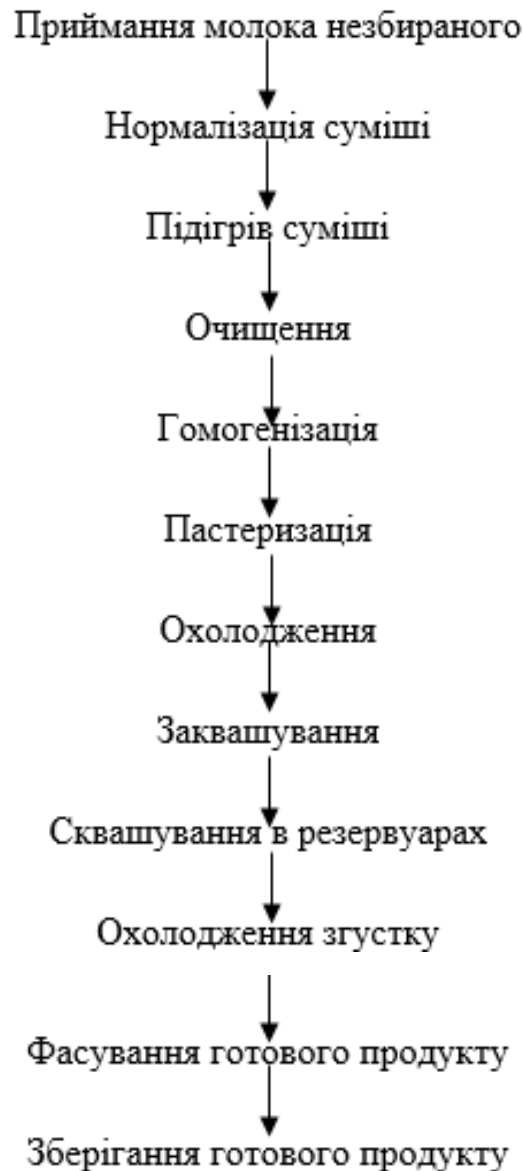 Приймання молока незбираного
Нормалізація суміші
Підігрів суміші
Очищення
Гомогенізація
Пастеризація
Охолодження
Заквашування
Сквашування в резервуарах
Охолодження згустку
Фасування готового продукту
Зберігання готового продукту